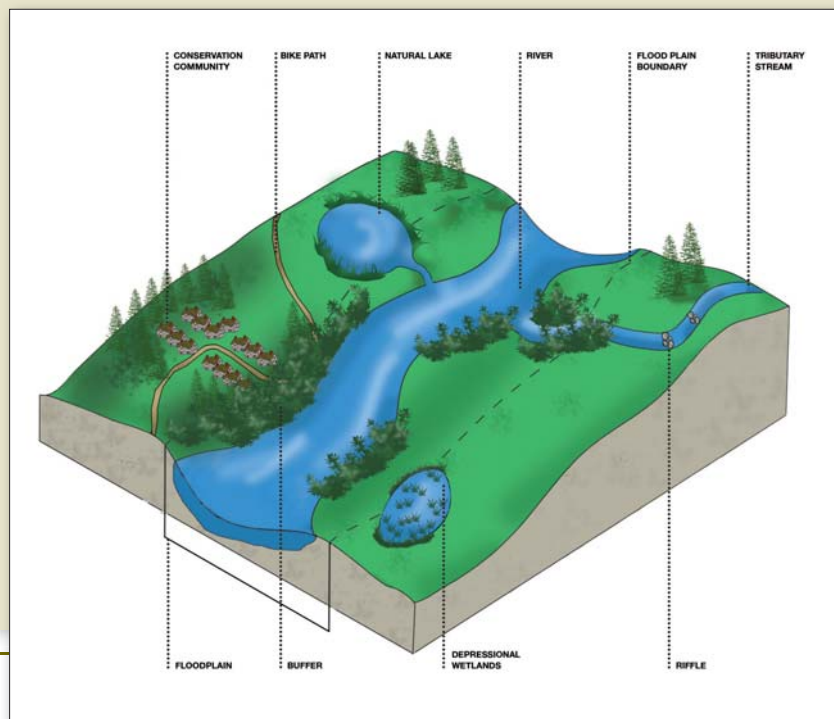 CONSERVATION
COMMUNITY
BIKE PATH
NATURAL LAKE
RIVER
FLOOD PLAIN
BOUNDARY
TRIBUTARY
STREAM
FLOODPLAIN
BUFFER
DEPRESSIONAL
WETLANDS
RIFFLE